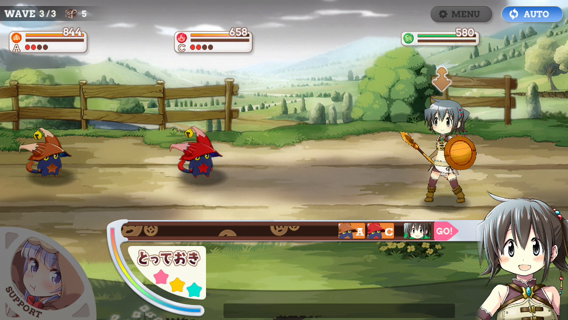 WAVE 3/3
5
MENU
AUTO
844
658
580
A
C
A
C
GO!
とっておき
SUPPORT